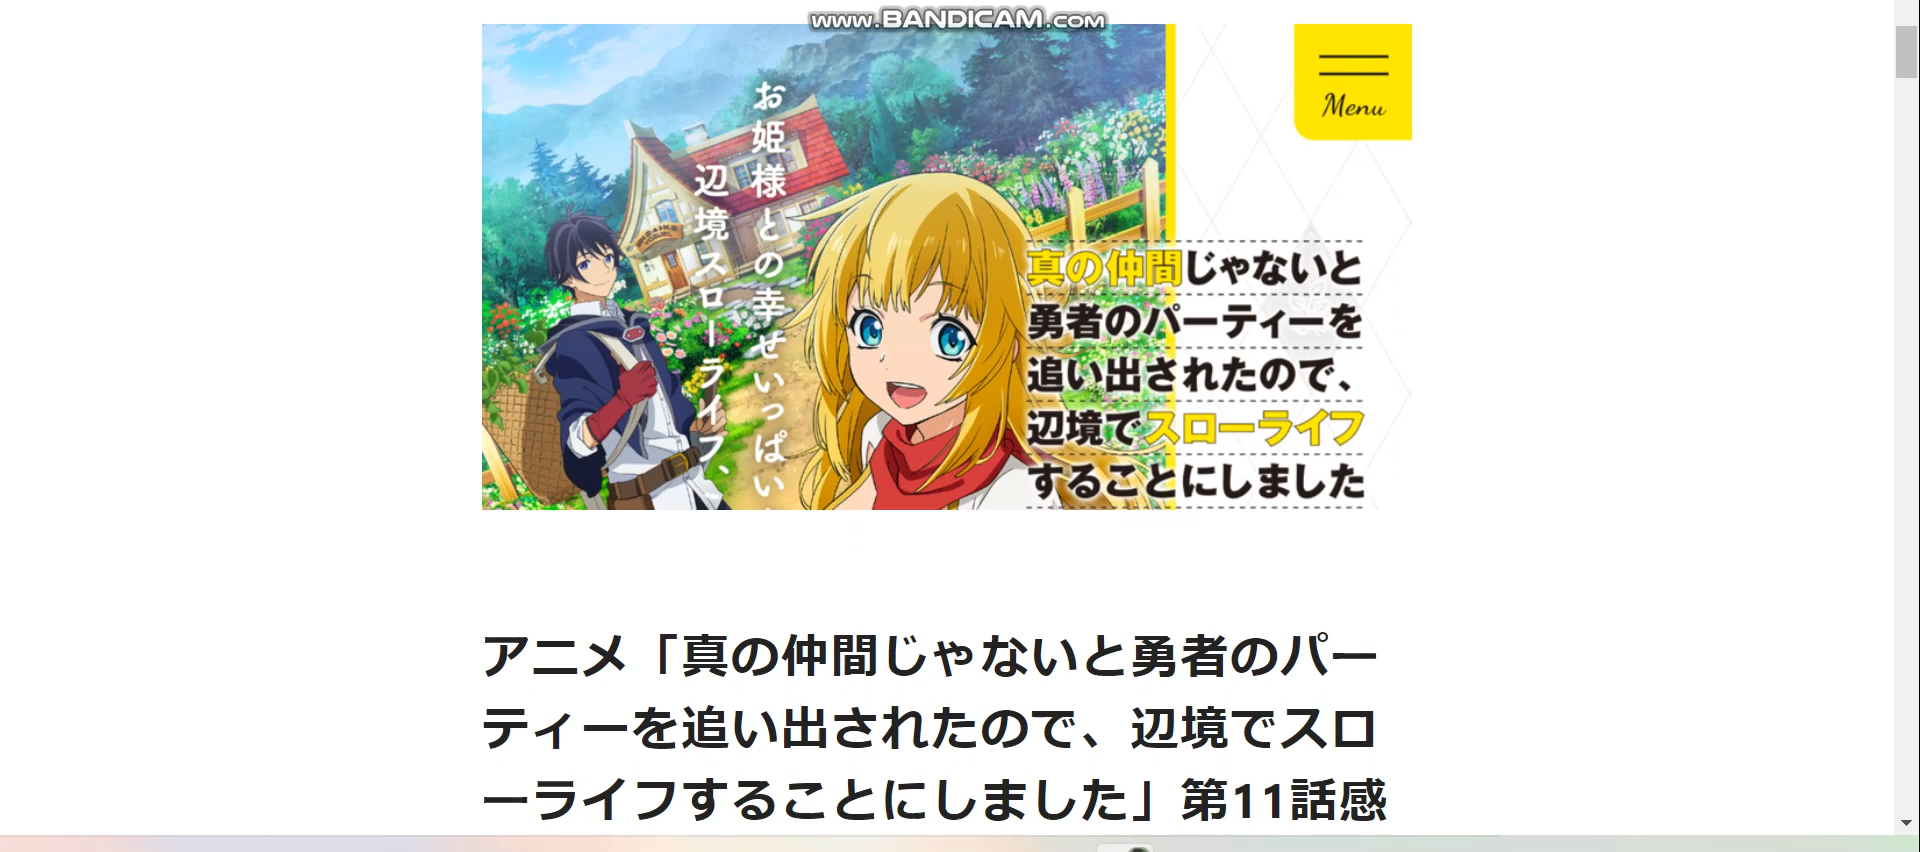 www.BANDICAM.com
Menu
お姫様との幸せいっぱい
辺境スローライフ、
真の仲間じゃないと
勇者のパーティーを
追い出されたので、
辺境でスローライフ
することにしました
アニメ「真の仲間じゃないと勇者のパー
ティーを追い出されたので、辺境でスロ
ーライフすることにしました」第11話感